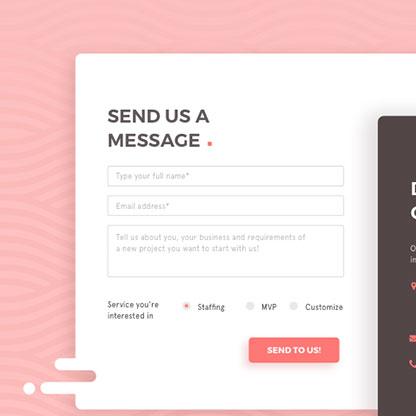 SEND US A
MESSAGE .
Type your full name*
Email address*
Tell us about you, your business and requirements of
a new project you want to start with us!
Service you're
interested in
Staffing
MVP
Customize
SEND TO US!